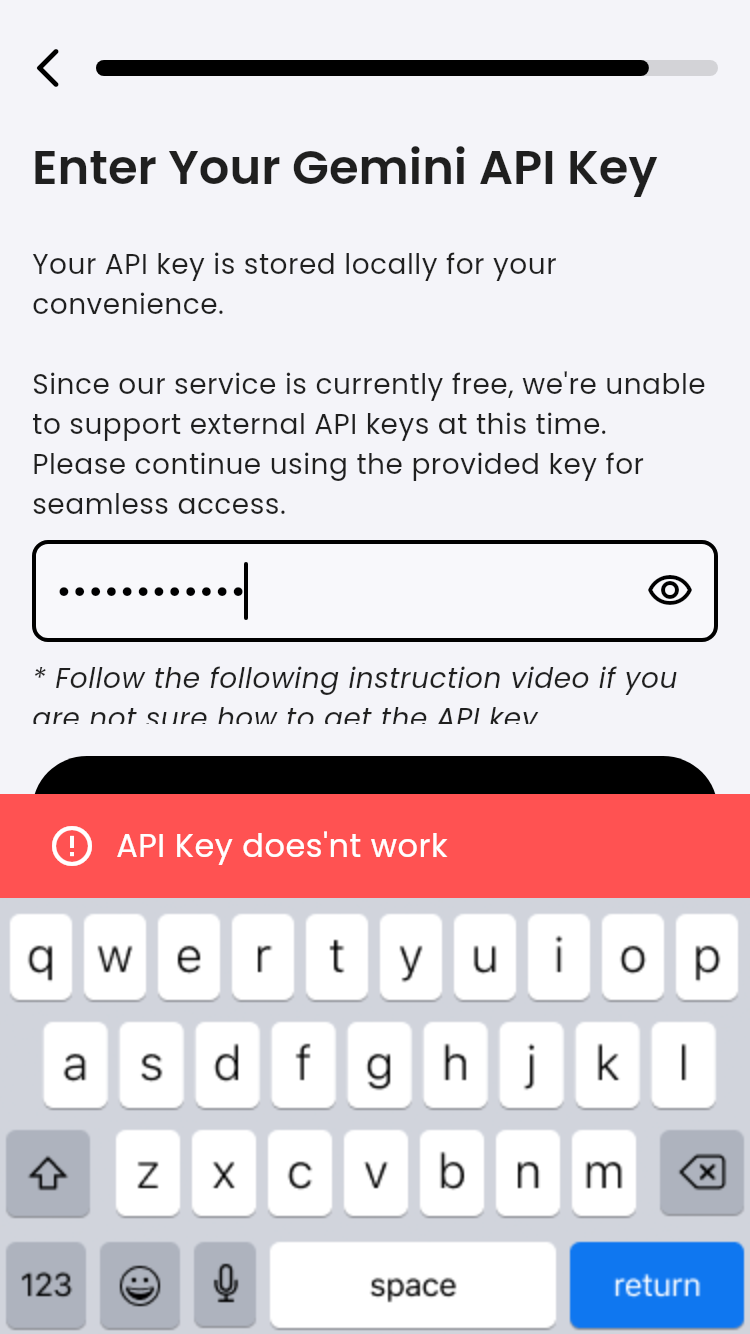 Enter Your Gemini API Key
Your API key is stored locally for your
convenience.
Since our service is currently free, we're unable
to support external API keys at this time.
Please continue using the provided key for
seamless access.
••••••••••••
* Follow the following instruction video if you
are not sure how to get the API key
API Key does'nt work
q w e r t y u i o p
a s d f g h j k l
z x c v b n m
123 space return